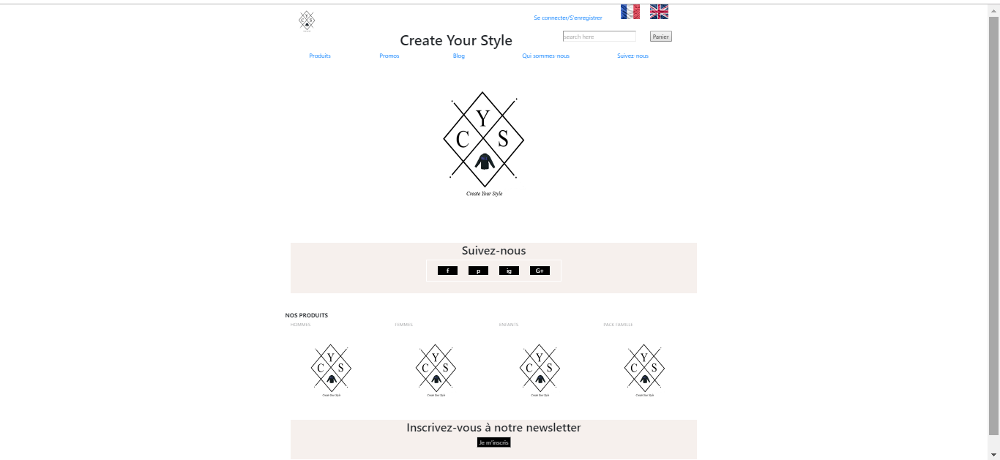 Y
C S
Se connecter/S'enregistrer
Create Your Style
search here
Panier
Produits Promos Blog Qui sommes-nous Suivez-nous
Y
C S
Create Your Style
Suivez-nous
f p ig G+
NOS PRODUITS
HOMMES FEMMES ENFANTS PACK FAMILLE
Y Y Y Y
C S C S C S C S
Create Your Style Create Your Style Create Your Style Create Your Style
Inscrivez-vous à notre newsletter
Je m'inscris